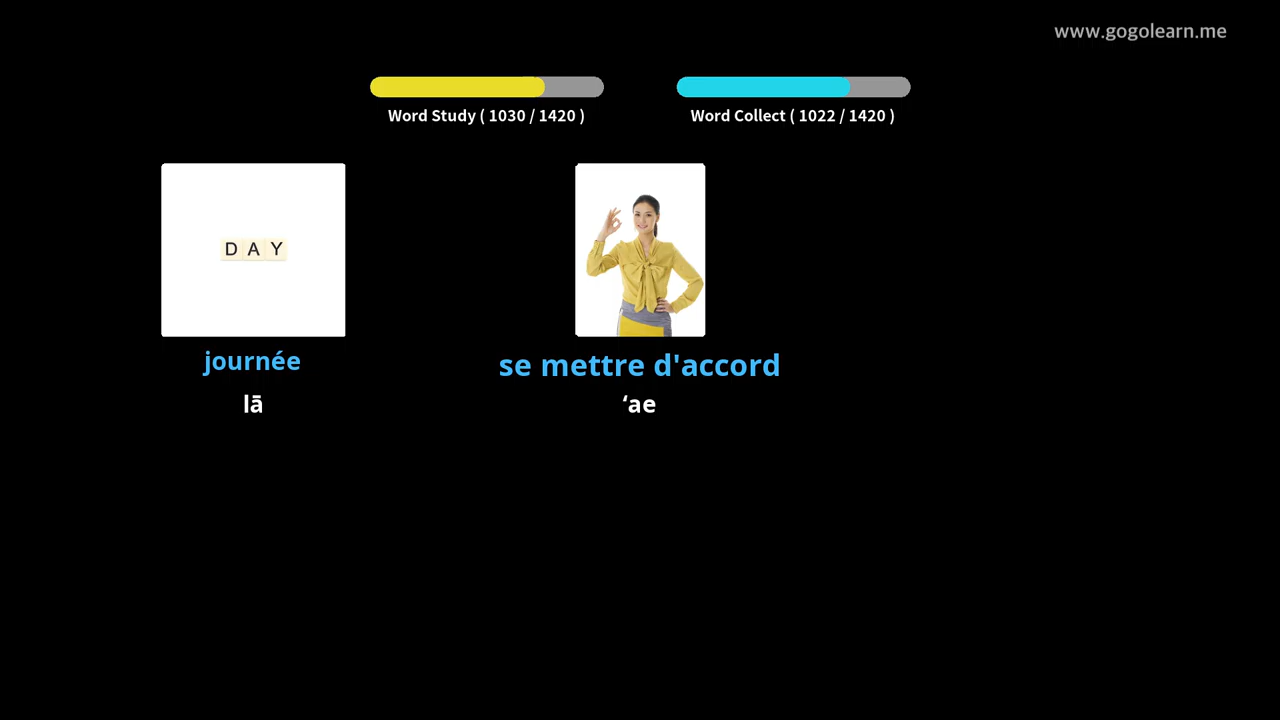 www.gogolearn.me
Word Study ( 1030 / 1420 )
Word Collect ( 1022 / 1420 )
DAY
journée
lā
se mettre d'accord
ʻae